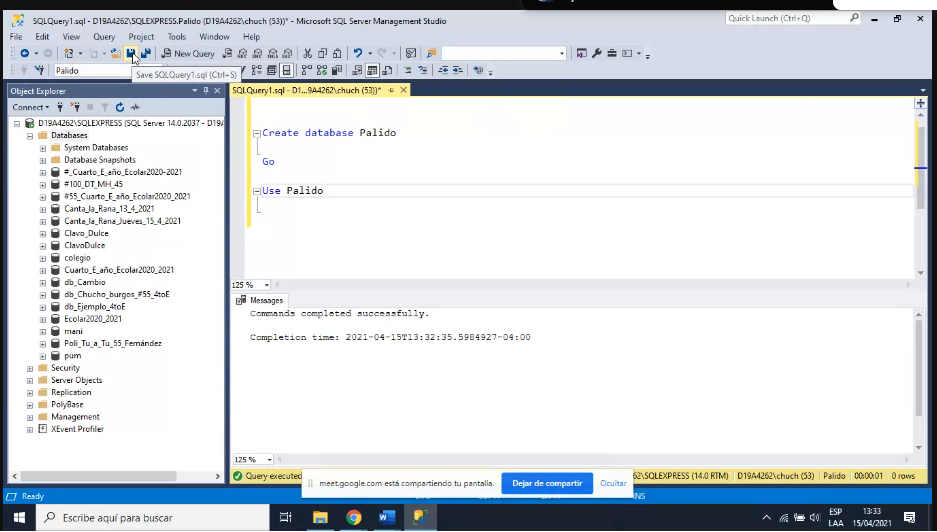 SQLQuery1.sql - D19A4262\SQLEXPRESS.Palido (D19A4262\chuch (53))* - Microsoft SQL Server Management Studio
Quick Launch (Ctrl+Q)
File Edit View Query Project Tools Window Help
New Query
Palido
Save SQLQuery1.sql (Ctrl+S)
Object Explorer
SQLQuery1.sql - D1...9A4262\chuch (53))*
Connect
D19A4262\SQLEXPRESS (SQL Server 14.0.2037 - D19A
Databases
System Databases
Database Snapshots
#_Cuarto_E_año_Ecolar2020-2021
#100_DT_MH_45
#55_Cuarto_E_año_Ecolar2020_2021
Canta_la_Rana_13_4_2021
Canta_la_Rana_Jueves_15_4_2021
Clavo_Dulce
ClavoDulce
colegio
Cuarto_E_año_Ecolar2020_2021
db_Cambio
db_Chucho_burgos_#55_4toE
db_Ejemplo_4toE
Ecolar2020_2021
mani
Poli_Tu_a_Tu_55_Fernández
pum
Security
Server Objects
Replication
PolyBase
Management
XEvent Profiler
Create database Palido
Go
Use Palido
125 %
Messages
Commands completed successfully.
Completion time: 2021-04-15T13:32:35.5984927-04:00
125 %
Query executed
\SQLEXPRESS (14.0 RTM) D19A4262\chuch (53) Palido 00:00:01 0 rows
meet.google.com está compartiendo tu pantalla. Dejar de compartir Ocultar
Ready
INS
Escribe aquí para buscar
ESP
LAA
13:33
15/04/2021